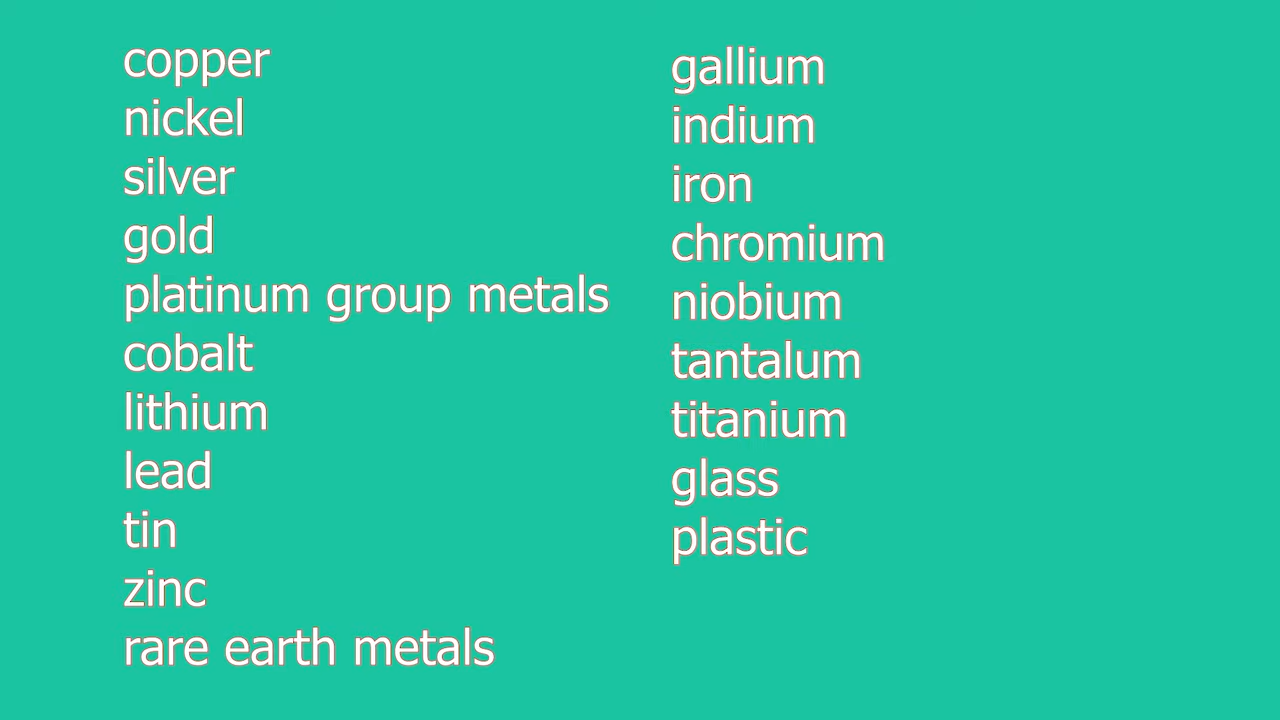 copper
nickel
silver
gold
platinum group metals
cobalt
lithium
lead
tin
zinc
rare earth metals
gallium
indium
iron
chromium
niobium
tantalum
titanium
glass
plastic